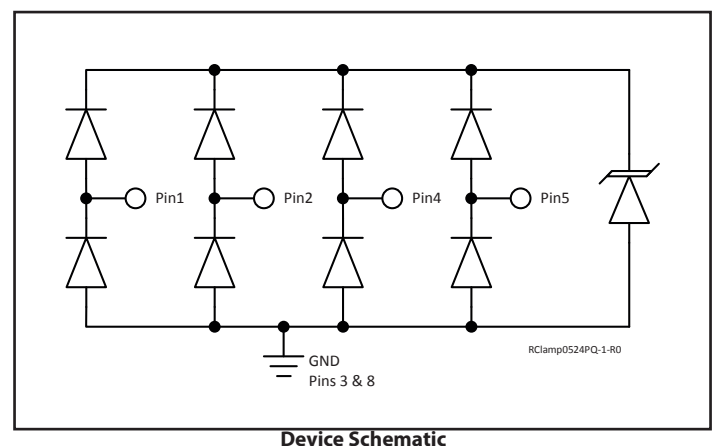 Pin1
Pin2
Pin4
Pin5
RClamp0524PQ-1-R0
GND
Pins 3 & 8
Device Schematic